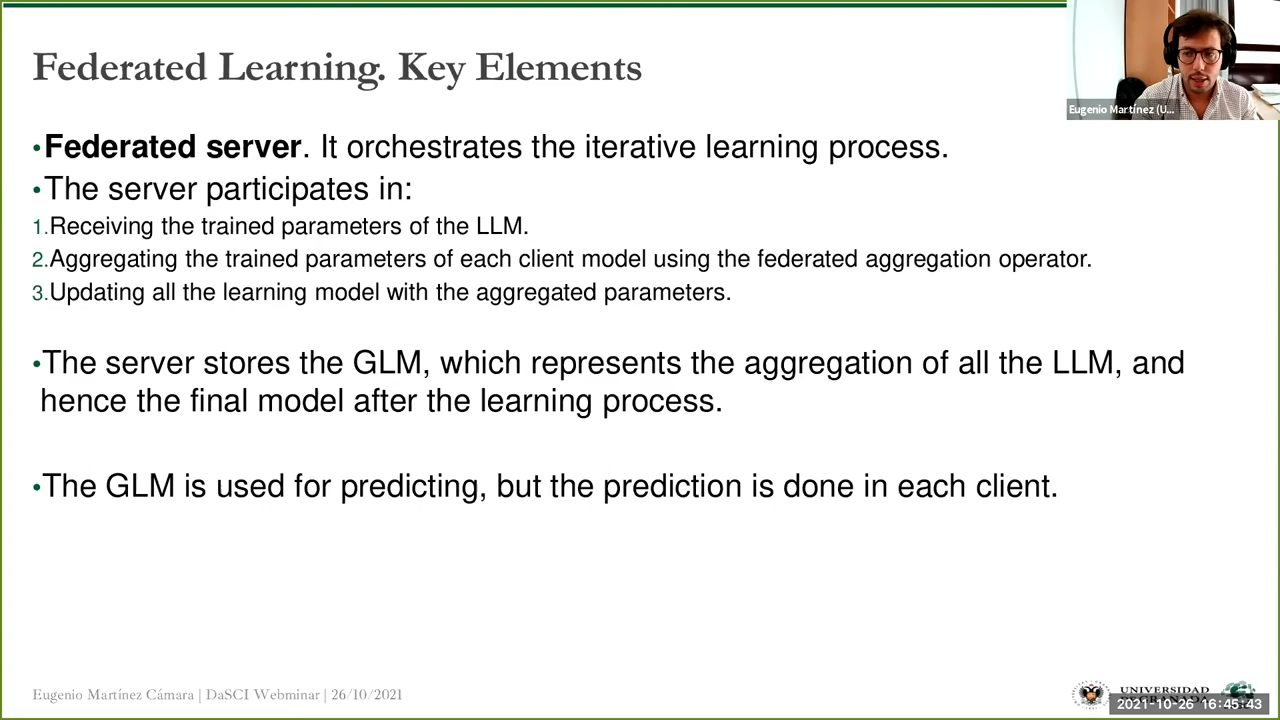 Federated Learning. Key Elements
Eugenio Martínez (U...
•Federated server. It orchestrates the iterative learning process.
•The server participates in:
1.Receiving the trained parameters of the LLM.
2.Aggregating the trained parameters of each client model using the federated aggregation operator.
3.Updating all the learning model with the aggregated parameters.
•The server stores the GLM, which represents the aggregation of all the LLM, and
hence the final model after the learning process.
•The GLM is used for predicting, but the prediction is done in each client.
Eugenio Martínez Cámara | DaSCI Webminar | 26/10/2021
UNIVERSIDAD
2021-10-26 16:45:43